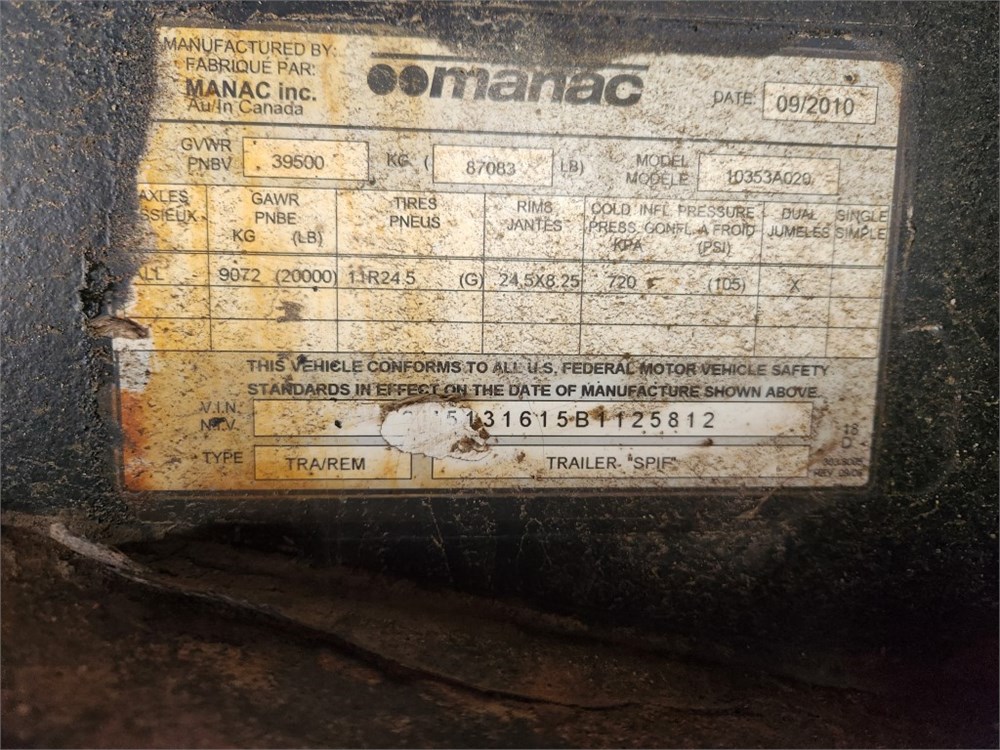 MANUFACTURED BY:
FABRIQUÉ PAR:
MANAC inc.
Au/In Canada
manac
DATE: 09/2010
GVWR
PNBV 39500 KG ( 87083 LB) MODEL
MODÈLE 10353A020
AXLES
SSIEUX
GAWR
PNBE
KG (LB)
TIRES
PNEUS
RIMS
JANTES
COLD INFL. PRESSURE
PRESS. GONFL. À FROID
KPA (PSI)
DUAL
JUMELÉS
SINGLE
SIMPLE
ALL 9072 (20000) 11R24.5 (G) 24.5X8.25 720 (105) X
THIS VEHICLE CONFORMS TO ALL U.S. FEDERAL MOTOR VEHICLE SAFETY
STANDARDS IN EFFECT ON THE DATE OF MANUFACTURE SHOWN ABOVE.
V.I.N.
N.I.V. 5131615B1125812
TYPE TRA/REM TRAILER "SPIF"
18